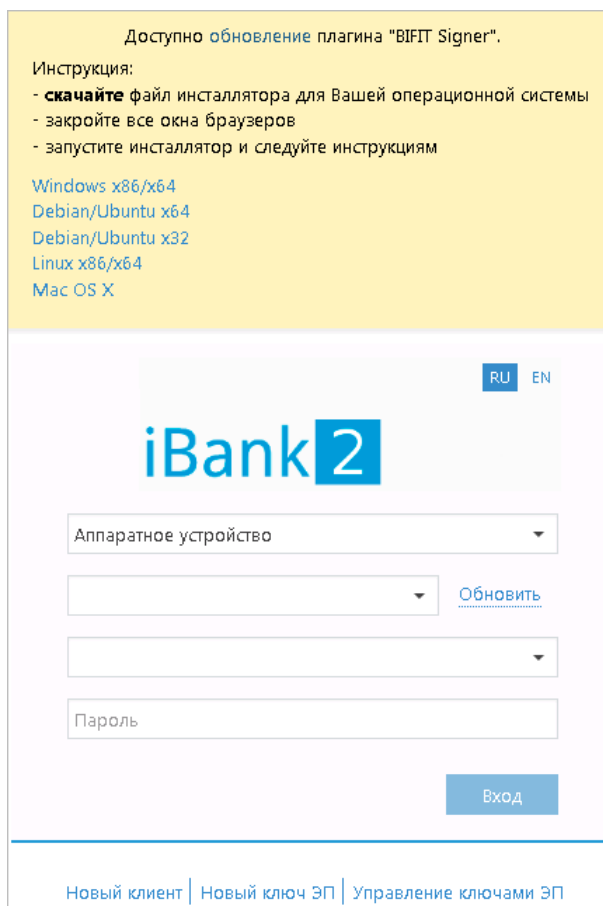 Доступно обновление плагина "BIFIT Signer".
Инструкция:
- скачайте файл инсталлятора для Вашей операционной системы
- закройте все окна браузеров
- запустите инсталлятор и следуйте инструкциям
Windows x86/x64
Debian/Ubuntu x64
Debian/Ubuntu x32
Linux x86/x64
Mac OS X
RU EN
iBank 2
Аппаратное устройство
Обновить
Пароль
Вход
Новый клиент | Новый ключ ЭП | Управление ключами ЭП